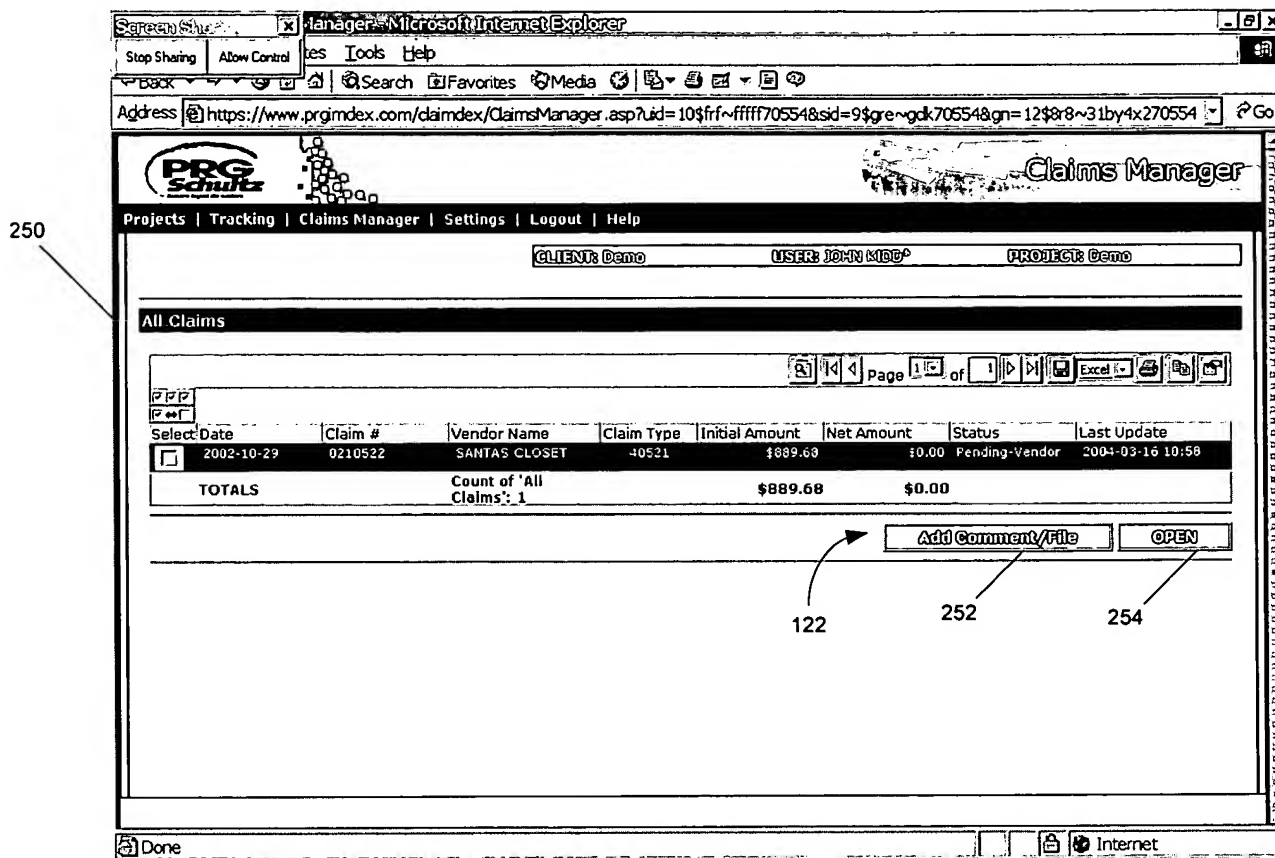 Screen Sha
Manager - Microsoft Internet Explorer
Stop Sharing Allow Control
tes Tools Help
Back Search Favorites Media
Address https://www.prgimdex.com/claimdex/ClaimsManager.asp?uid=10$frf~fffff70554&sid=9$gre~gdk70554&gn=12$8r8~31by4x270554 Go
PRG
Schultz
Claims Manager
Projects | Tracking | Claims Manager | Settings | Logout | Help
250
CLIENT: Demo USER: JOHN KIDD^ PROJECT: Demo
All Claims
Page 1 of 1 Excel
Select Date Claim # Vendor Name Claim Type Initial Amount Net Amount Status Last Update
2002-10-29 0210522 SANTAS CLOSET 40521 $889.68 $0.00 Pending-Vendor 2004-03-16 10:58
TOTALS Count of 'All Claims': 1 $889.68 $0.00
Add Comment/File OPEN
122 252 254
Done Internet